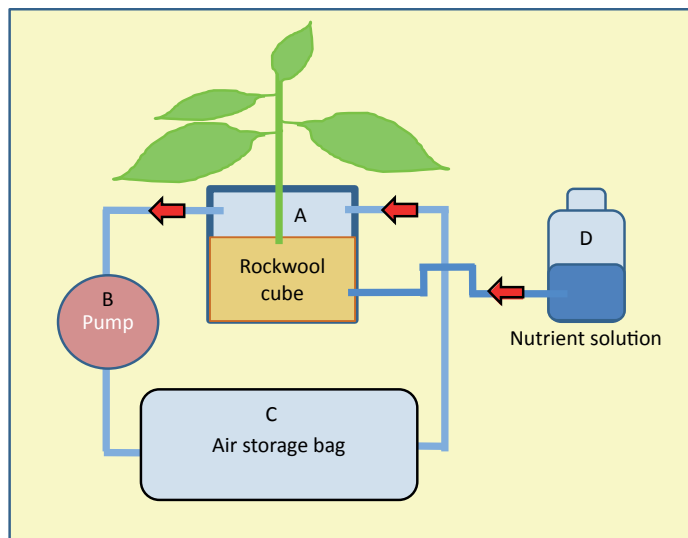 A
Rockwool
cube
B
Pump
C
Air storage bag
D
Nutrient solution